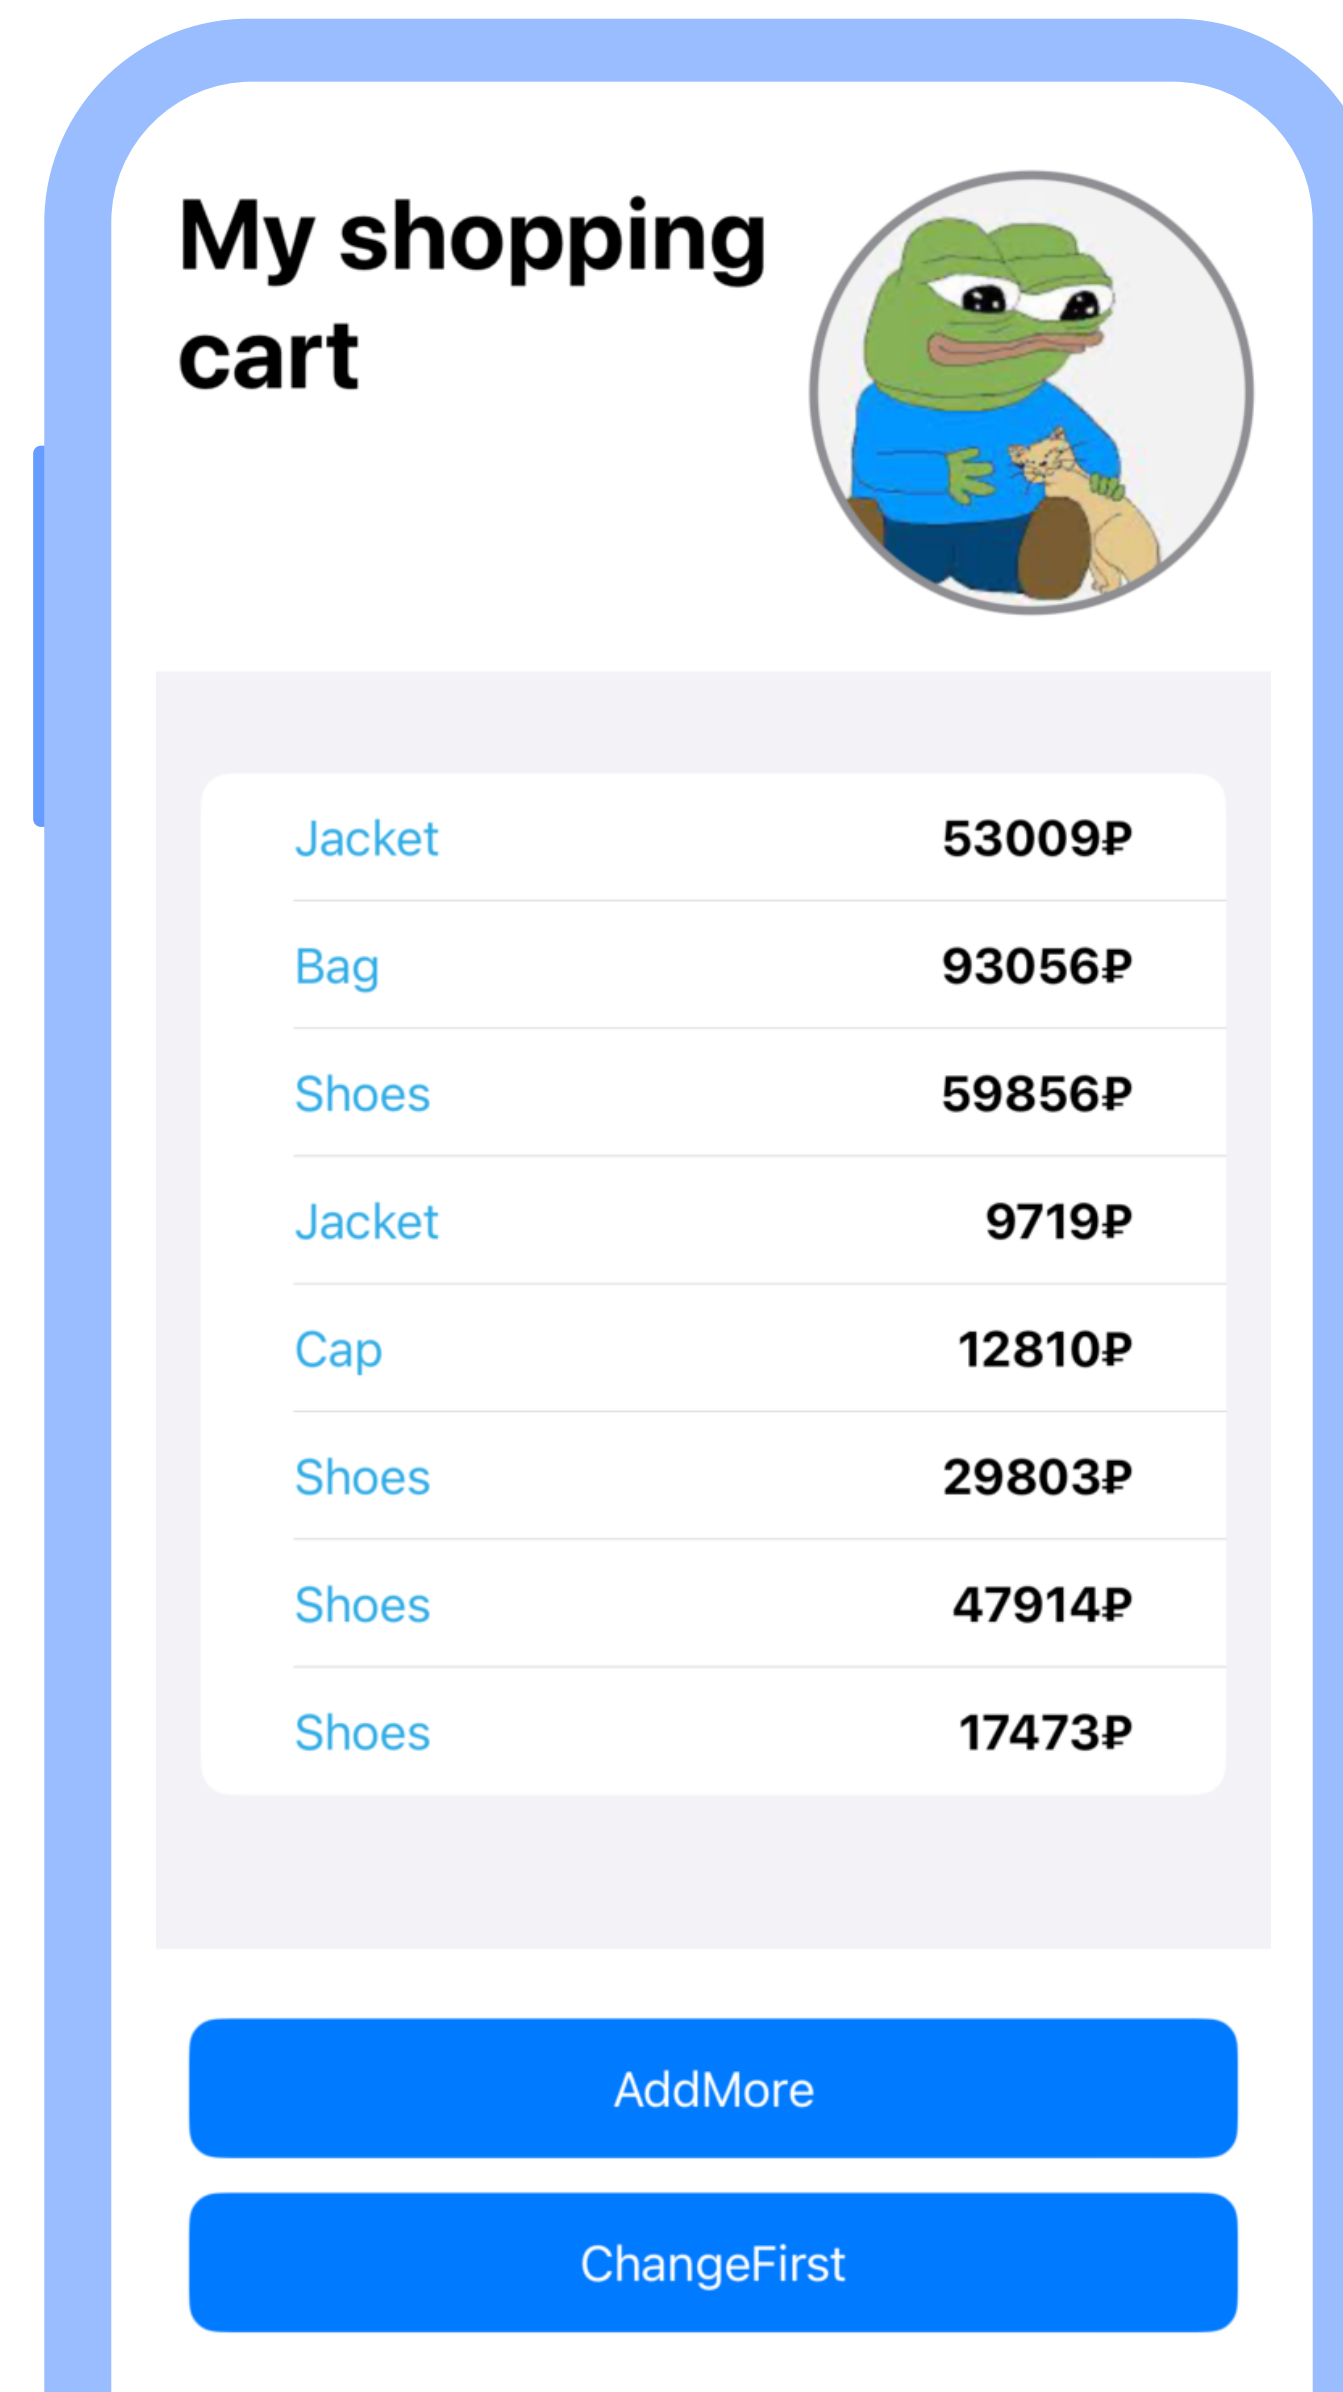 My shopping
cart
Jacket 53009₽
Bag 93056₽
Shoes 59856₽
Jacket 9719₽
Cap 12810₽
Shoes 29803₽
Shoes 47914₽
Shoes 17473₽
AddMore
ChangeFirst